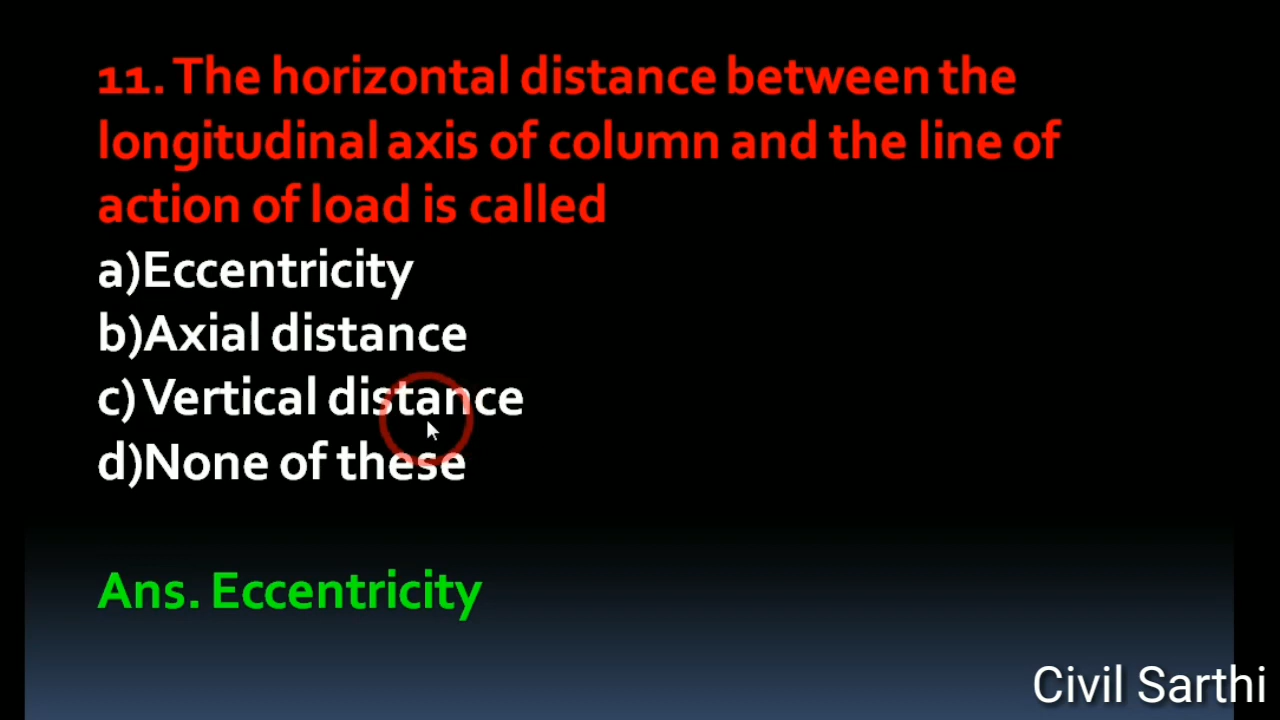 11. The horizontal distance between the
longitudinal axis of column and the line of
action of load is called
a)Eccentricity
b)Axial distance
c) Vertical distance
d)None of these
Ans. Eccentricity
Civil Sarthi